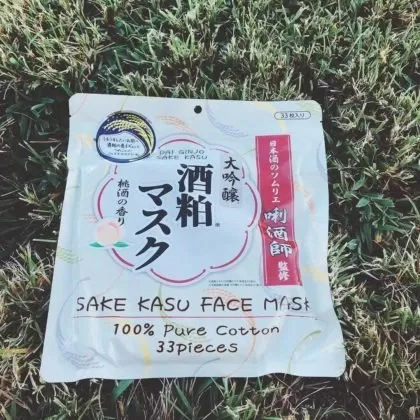 33枚入り
DAI GINJO
SAKE KASU
大吟醸
酒粕
マスク
桃酒の香り
日本酒のソムリエ
唎酒師
監修
SAKE KASU FACE MASK
100% Pure Cotton
33pieces